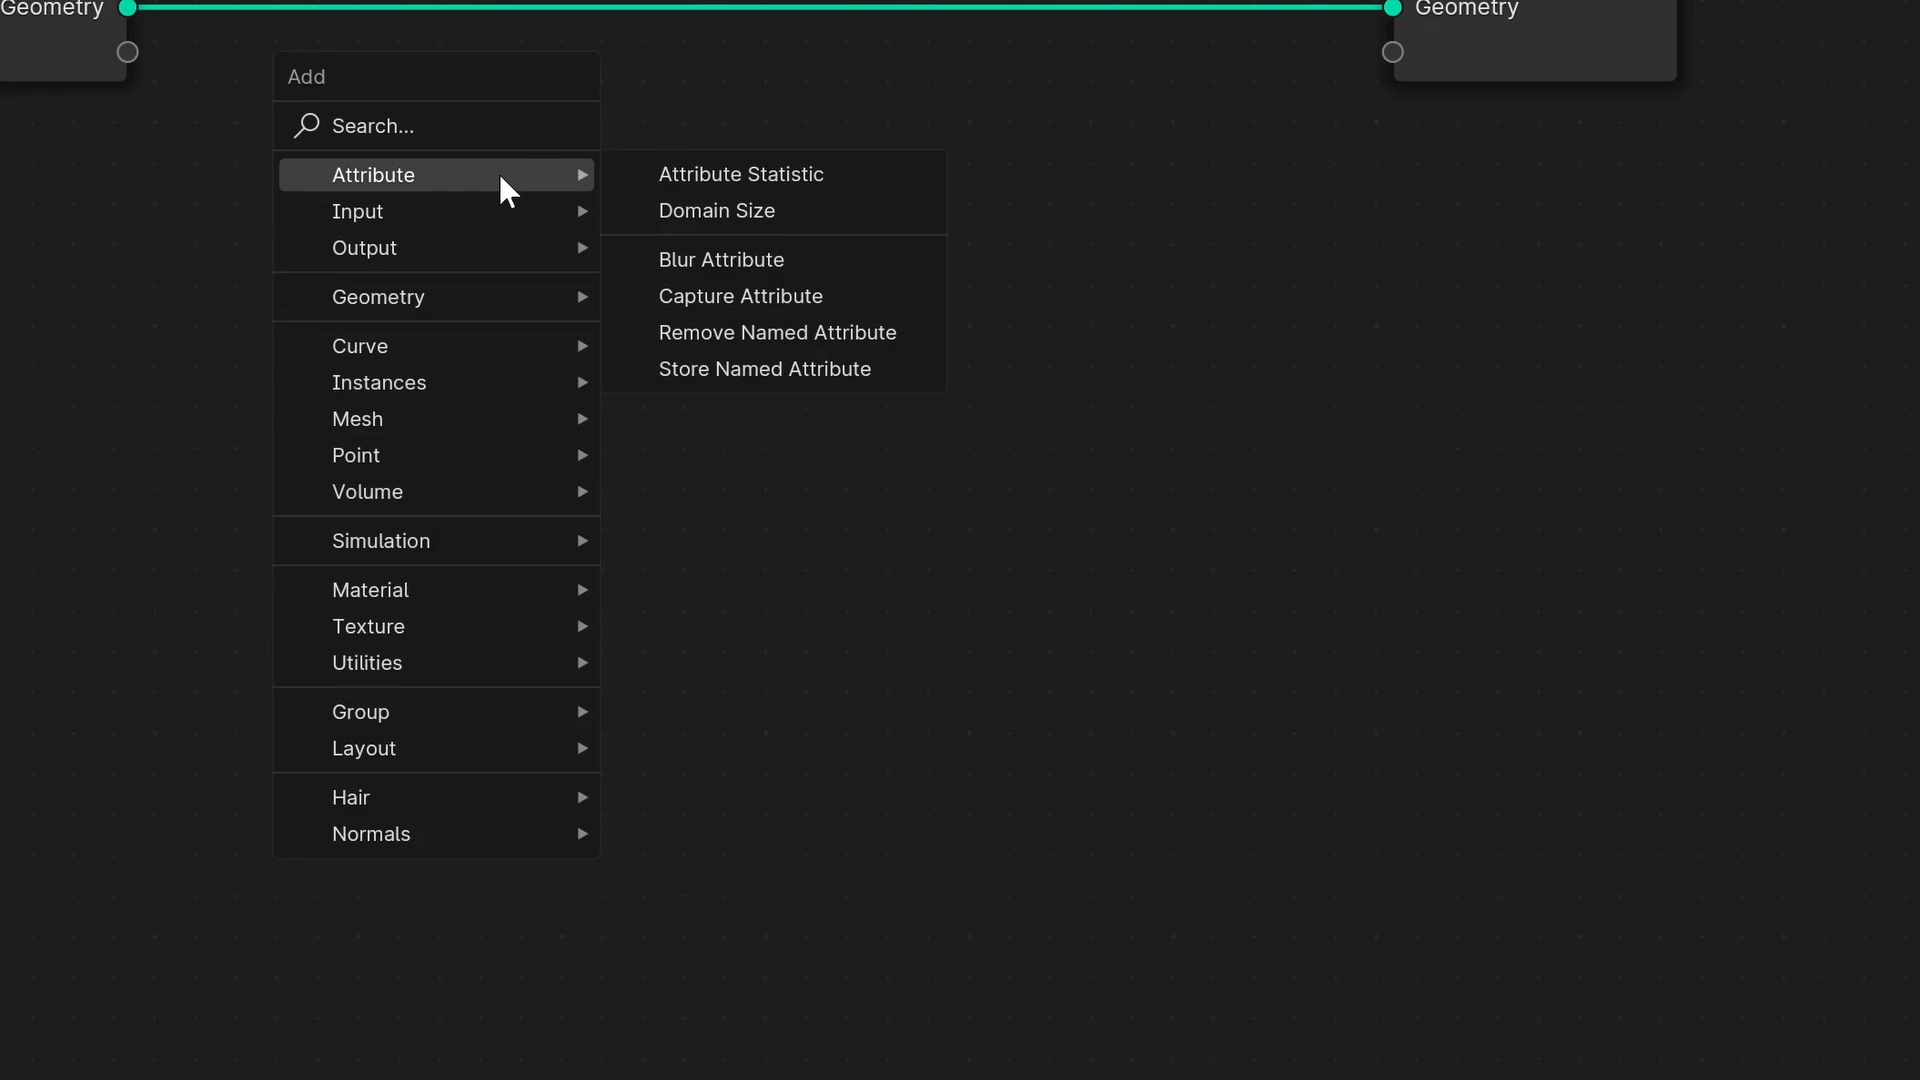 Geometry
Geometry
Add
Search...
Attribute
Input
Output
Geometry
Curve
Instances
Mesh
Point
Volume
Simulation
Material
Texture
Utilities
Group
Layout
Hair
Normals
Attribute Statistic
Domain Size
Blur Attribute
Capture Attribute
Remove Named Attribute
Store Named Attribute